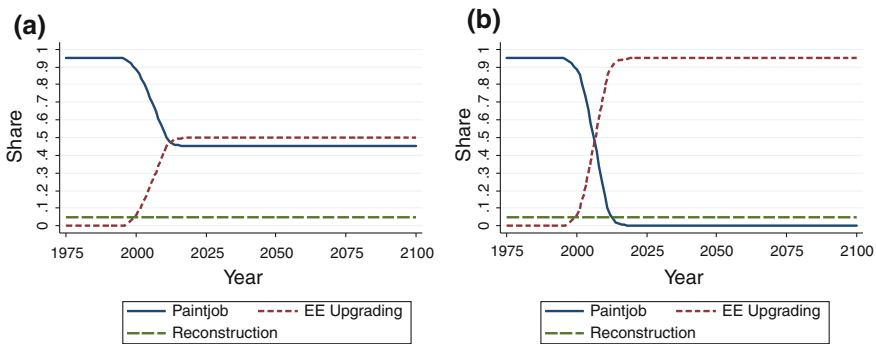 (a)
Share
0 .1 .2 .3 .4 .5 .6 .7 .8 .9 1
1975 2000 2025 2050 2075 2100
Year
Paintjob EE Upgrading
Reconstruction
(b)
Share
0 .1 .2 .3 .4 .5 .6 .7 .8 .9 1
1975 2000 2025 2050 2075 2100
Year
Paintjob EE Upgrading
Reconstruction